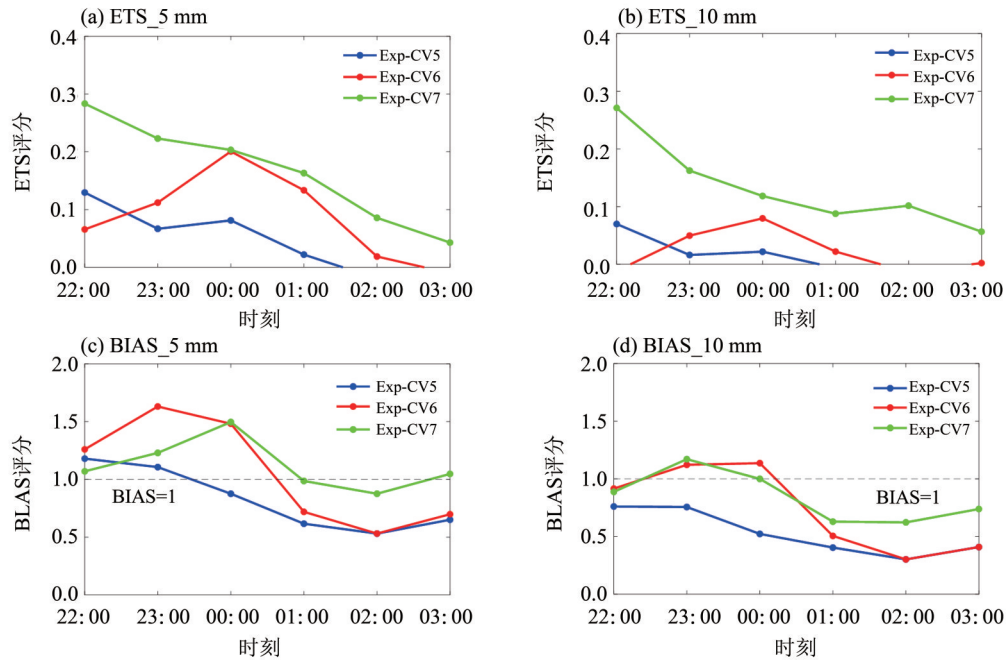 (a) ETS_5 mm
0.4
0.3
0.2
0.1
0.0
ETS评分
Exp-CV5
Exp-CV6
Exp-CV7
22:00 23:00 00:00 01:00 02:00 03:00
时刻
(b) ETS_10 mm
0.4
0.3
0.2
0.1
0.0
ETS评分
Exp-CV5
Exp-CV6
Exp-CV7
22:00 23:00 00:00 01:00 02:00 03:00
时刻
(c) BIAS_5 mm
2.0
1.5
1.0
0.5
0.0
BLAS评分
Exp-CV5
Exp-CV6
Exp-CV7
BIAS=1
22:00 23:00 00:00 01:00 02:00 03:00
时刻
(d) BIAS_10 mm
2.0
1.5
1.0
0.5
0.0
BLAS评分
Exp-CV5
Exp-CV6
Exp-CV7
BIAS=1
22:00 23:00 00:00 01:00 02:00 03:00
时刻